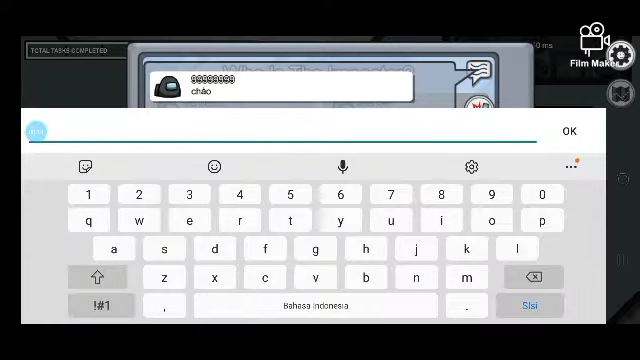 TOTAL TASKS COMPLETED
Who Is The Impostor?
99999999
chào
Film Maker
OK
1 2 3 4 5 6 7 8 9 0
q w e r t y u i o p
a s d f g h j k l
z x c v b n m
!#1 , Bahasa Indonesia . Slsi